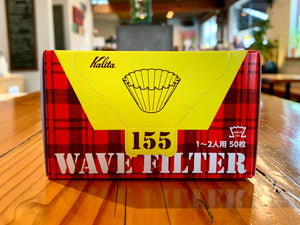 Kalita
155
1～2人用 50枚
WAVE FILTER